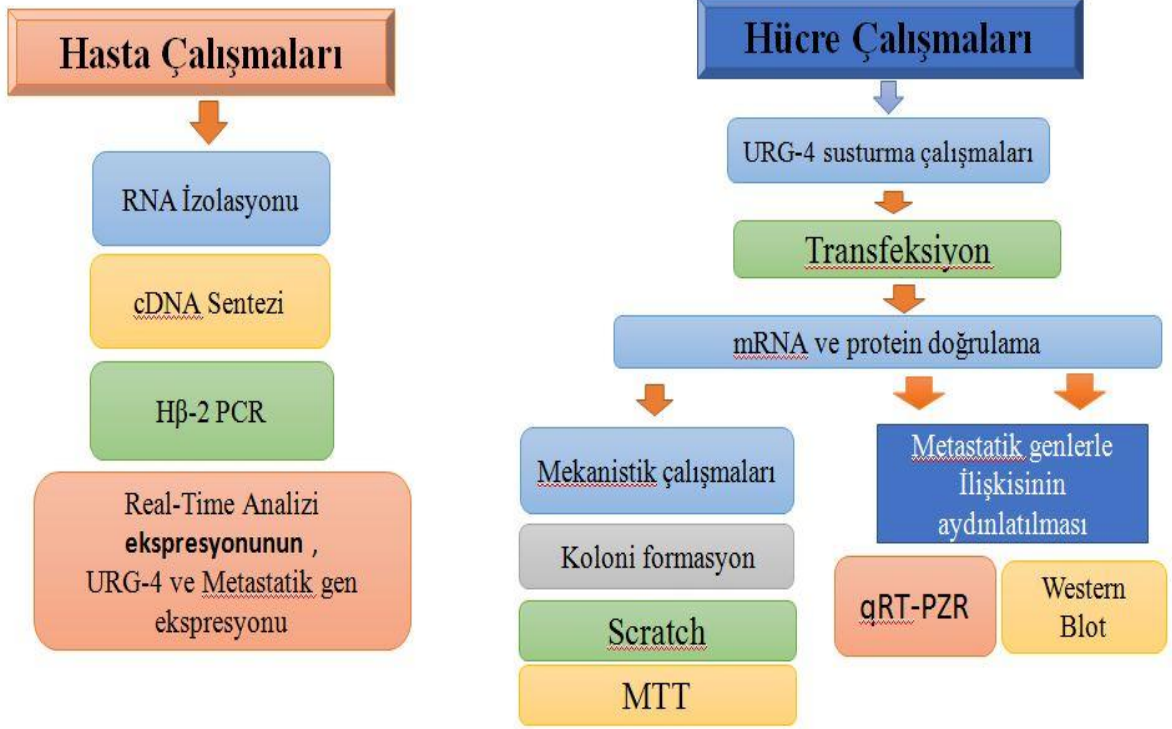 Hasta Çalışmaları
RNA İzolasyonu
cDNA Sentezi
Hβ-2 PCR
Real-Time Analizi
ekspresyonunun ,
URG-4 ve Metastatik gen
ekspresyonu
Hücre Çalışmaları
URG-4 susturma çalışmaları
Transfeksiyon
mRNA ve protein doğrulama
Mekanistik çalışmaları
Koloni formasyon
Scratch
MTT
Metastatik genlerle
İlişkisinin
aydınlatılması
qRT-PZR
Western
Blot